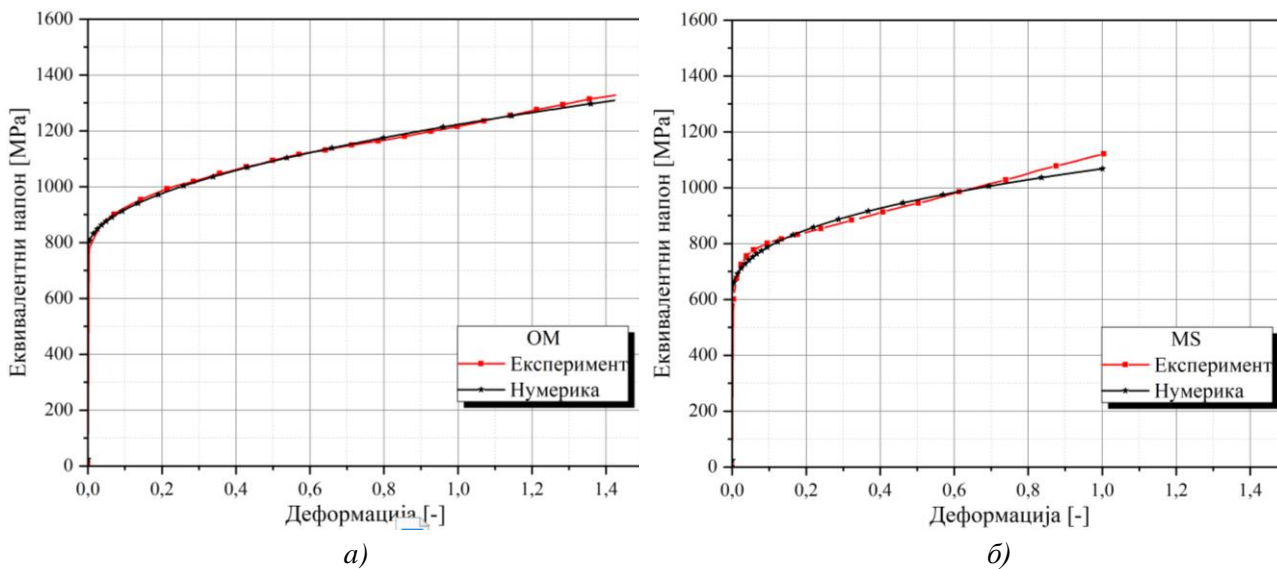 1600
1400
1200
1000
800
600
400
200
0
Еквивалентни напон [MPa]
ОМ
Експеримент
Нумерика
0,0 0,2 0,4 0,6 0,8 1,0 1,2 1,4
Деформација [-]
а)
1600
1400
1200
1000
800
600
400
200
0
Еквивалентни напон [MPa]
MS
Експеримент
Нумерика
0,0 0,2 0,4 0,6 0,8 1,0 1,2 1,4
Деформација [-]
б)